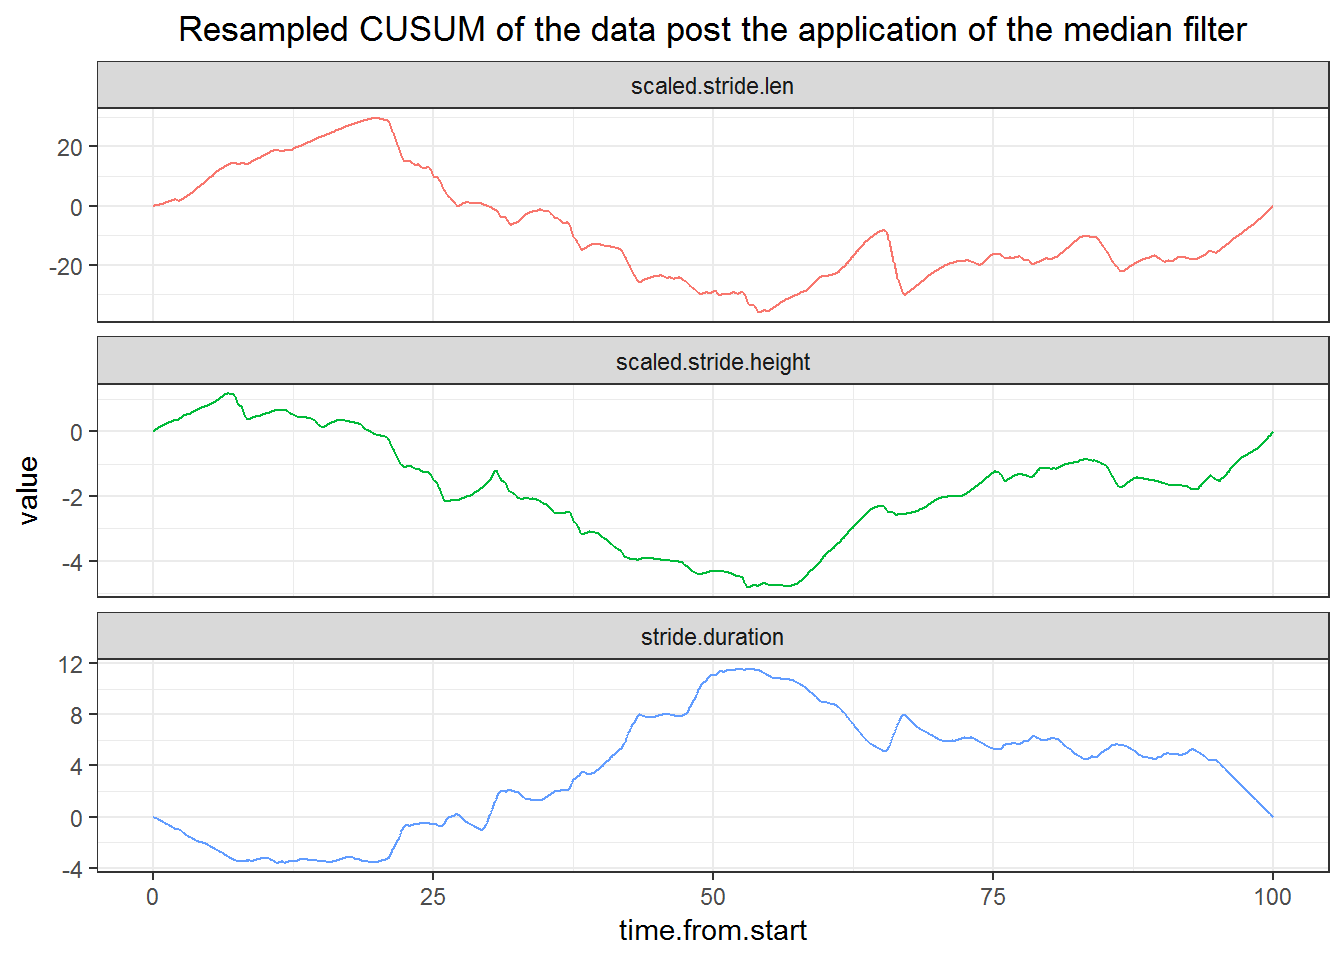 Resampled CUSUM of the data post the application of the median filter
scaled.stride.len
20
0
-20
scaled.stride.height
0
-2
-4
value
stride.duration
12
8
4
0
-4
0 25 50 75 100
time.from.start